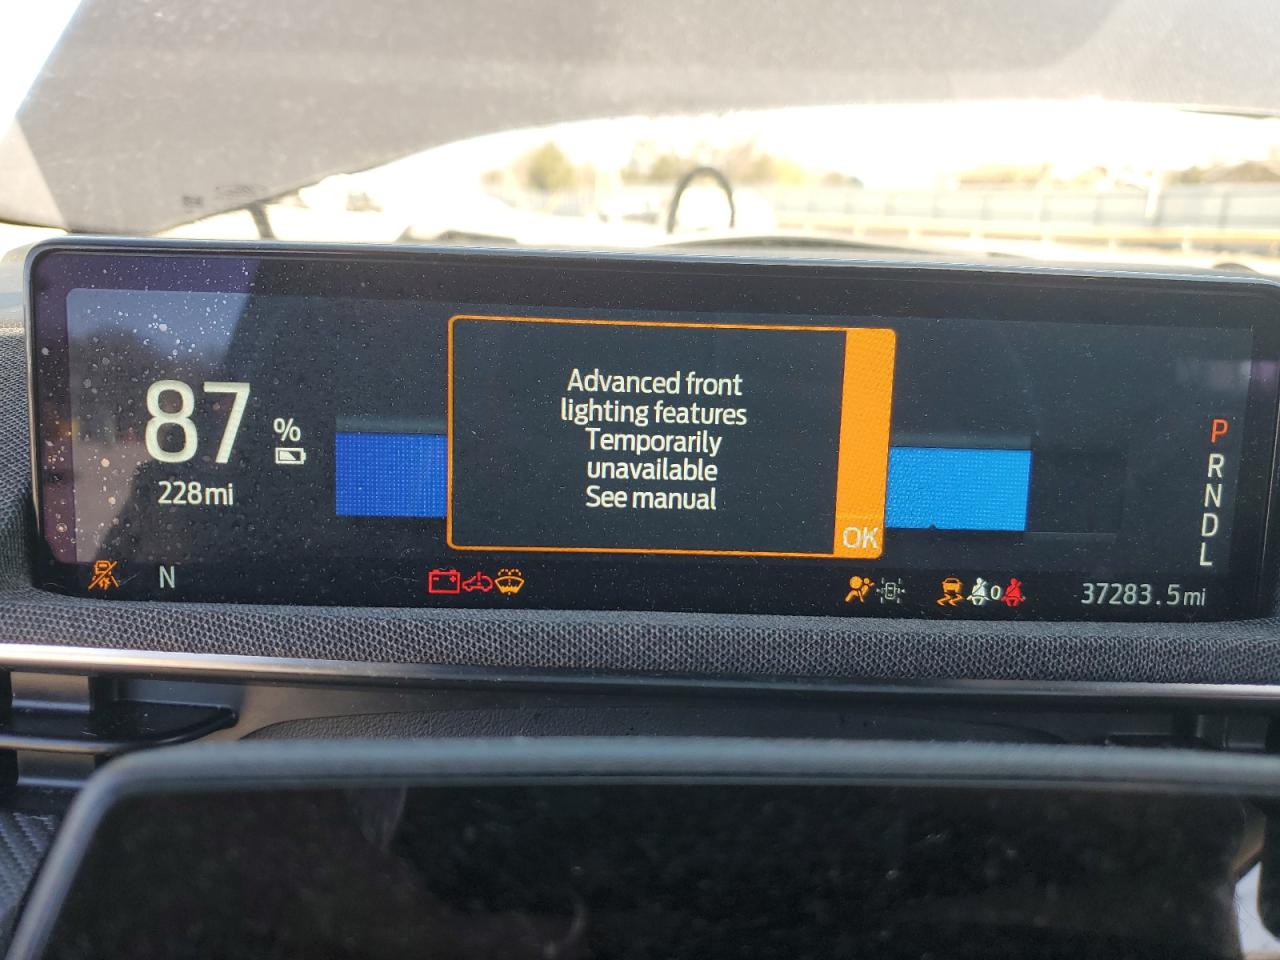 87
%
228mi
Advanced front
lighting features
Temporarily
unavailable
See manual
OK
P
R
N
D
L
N
0
37283.5mi